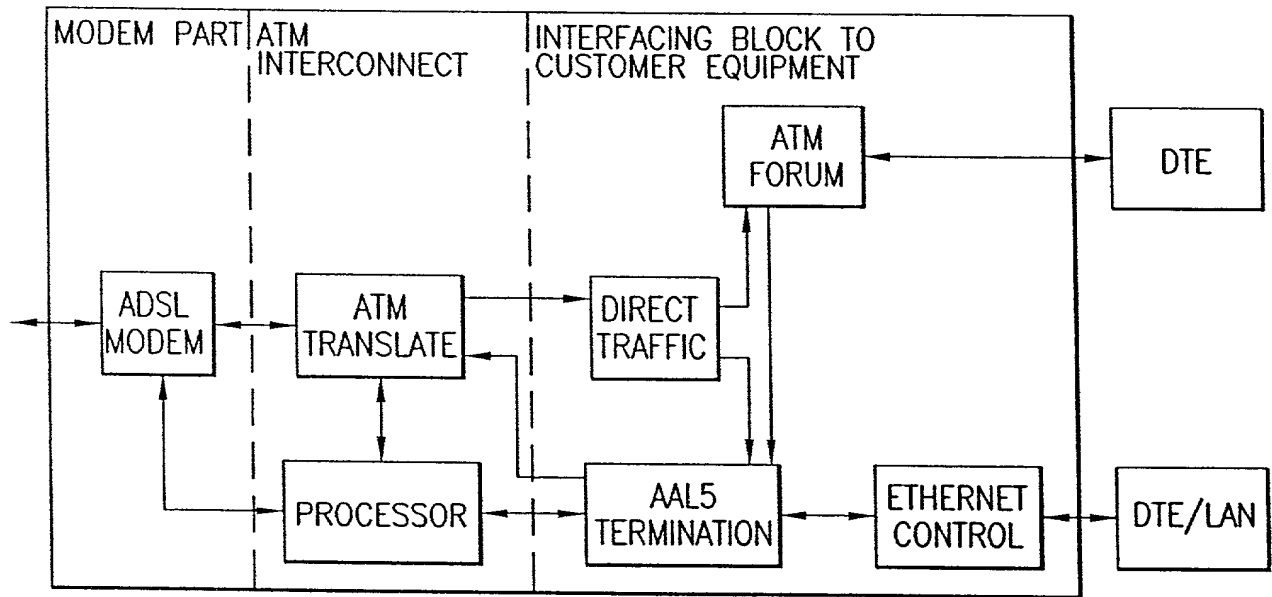 MODEM PART
ATM
INTERCONNECT
INTERFACING BLOCK TO
CUSTOMER EQUIPMENT
ATM
FORUM
DTE
ADSL
MODEM
ATM
TRANSLATE
DIRECT
TRAFFIC
PROCESSOR
AAL5
TERMINATION
ETHERNET
CONTROL
DTE/LAN